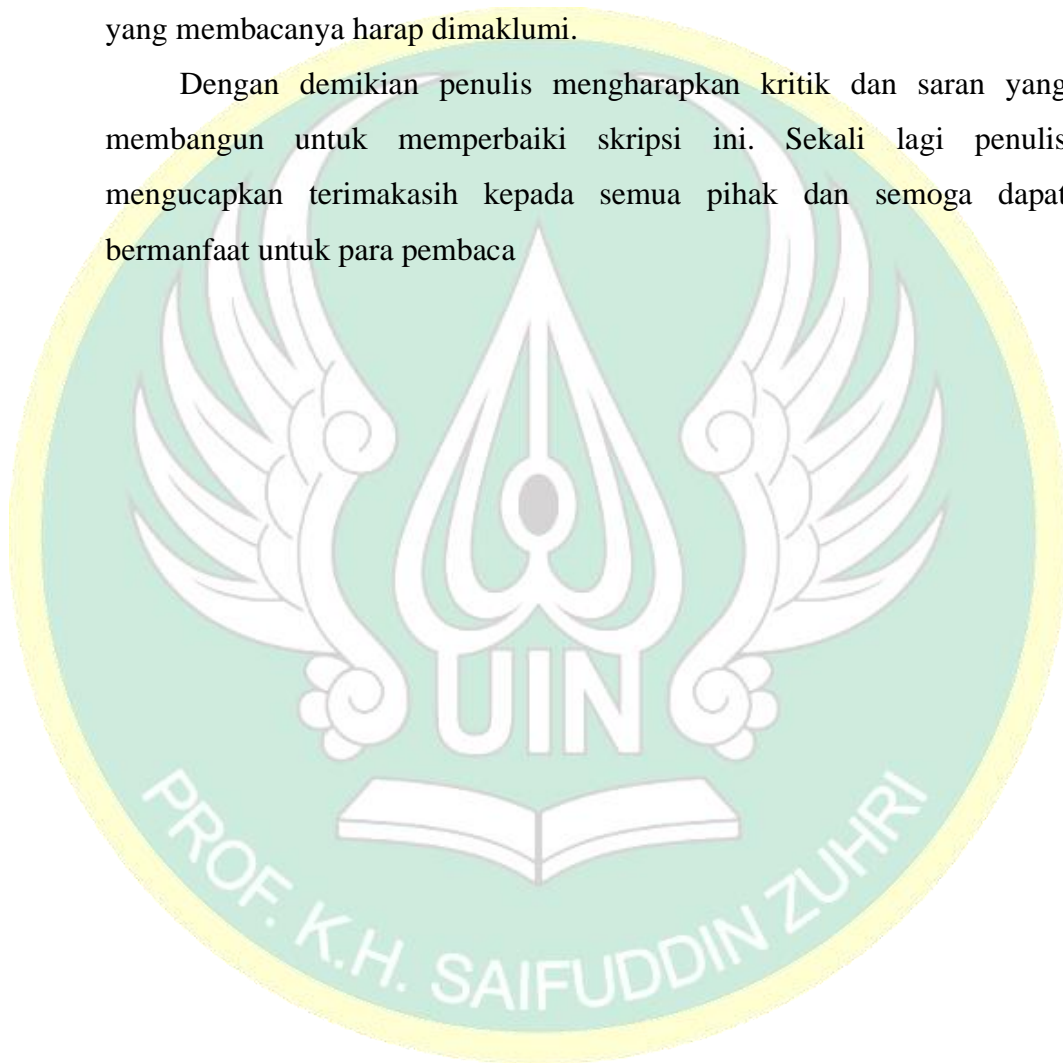 yang membacanya harap dimaklumi.
Dengan demikian penulis mengharapkan kritik dan saran yang
membangun untuk memperbaiki skripsi ini. Sekali lagi penulis
mengucapkan terimakasih kepada semua pihak dan semoga dapat
bermanfaat untuk para pembaca
UIN
PROF. K.H. SAIFUDDIN ZUHRI